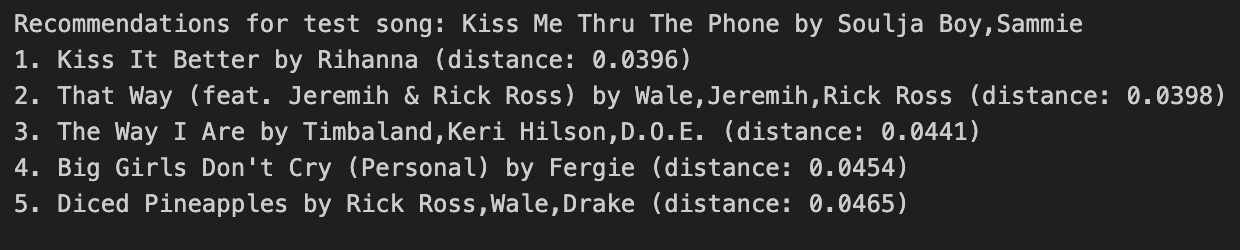 Recommendations for test song: Kiss Me Thru The Phone by Soulja Boy,Sammie
1. Kiss It Better by Rihanna (distance: 0.0396)
2. That Way (feat. Jeremih & Rick Ross) by Wale,Jeremih,Rick Ross (distance: 0.0398)
3. The Way I Are by Timbaland,Keri Hilson,D.O.E. (distance: 0.0441)
4. Big Girls Don't Cry (Personal) by Fergie (distance: 0.0454)
5. Diced Pineapples by Rick Ross,Wale,Drake (distance: 0.0465)